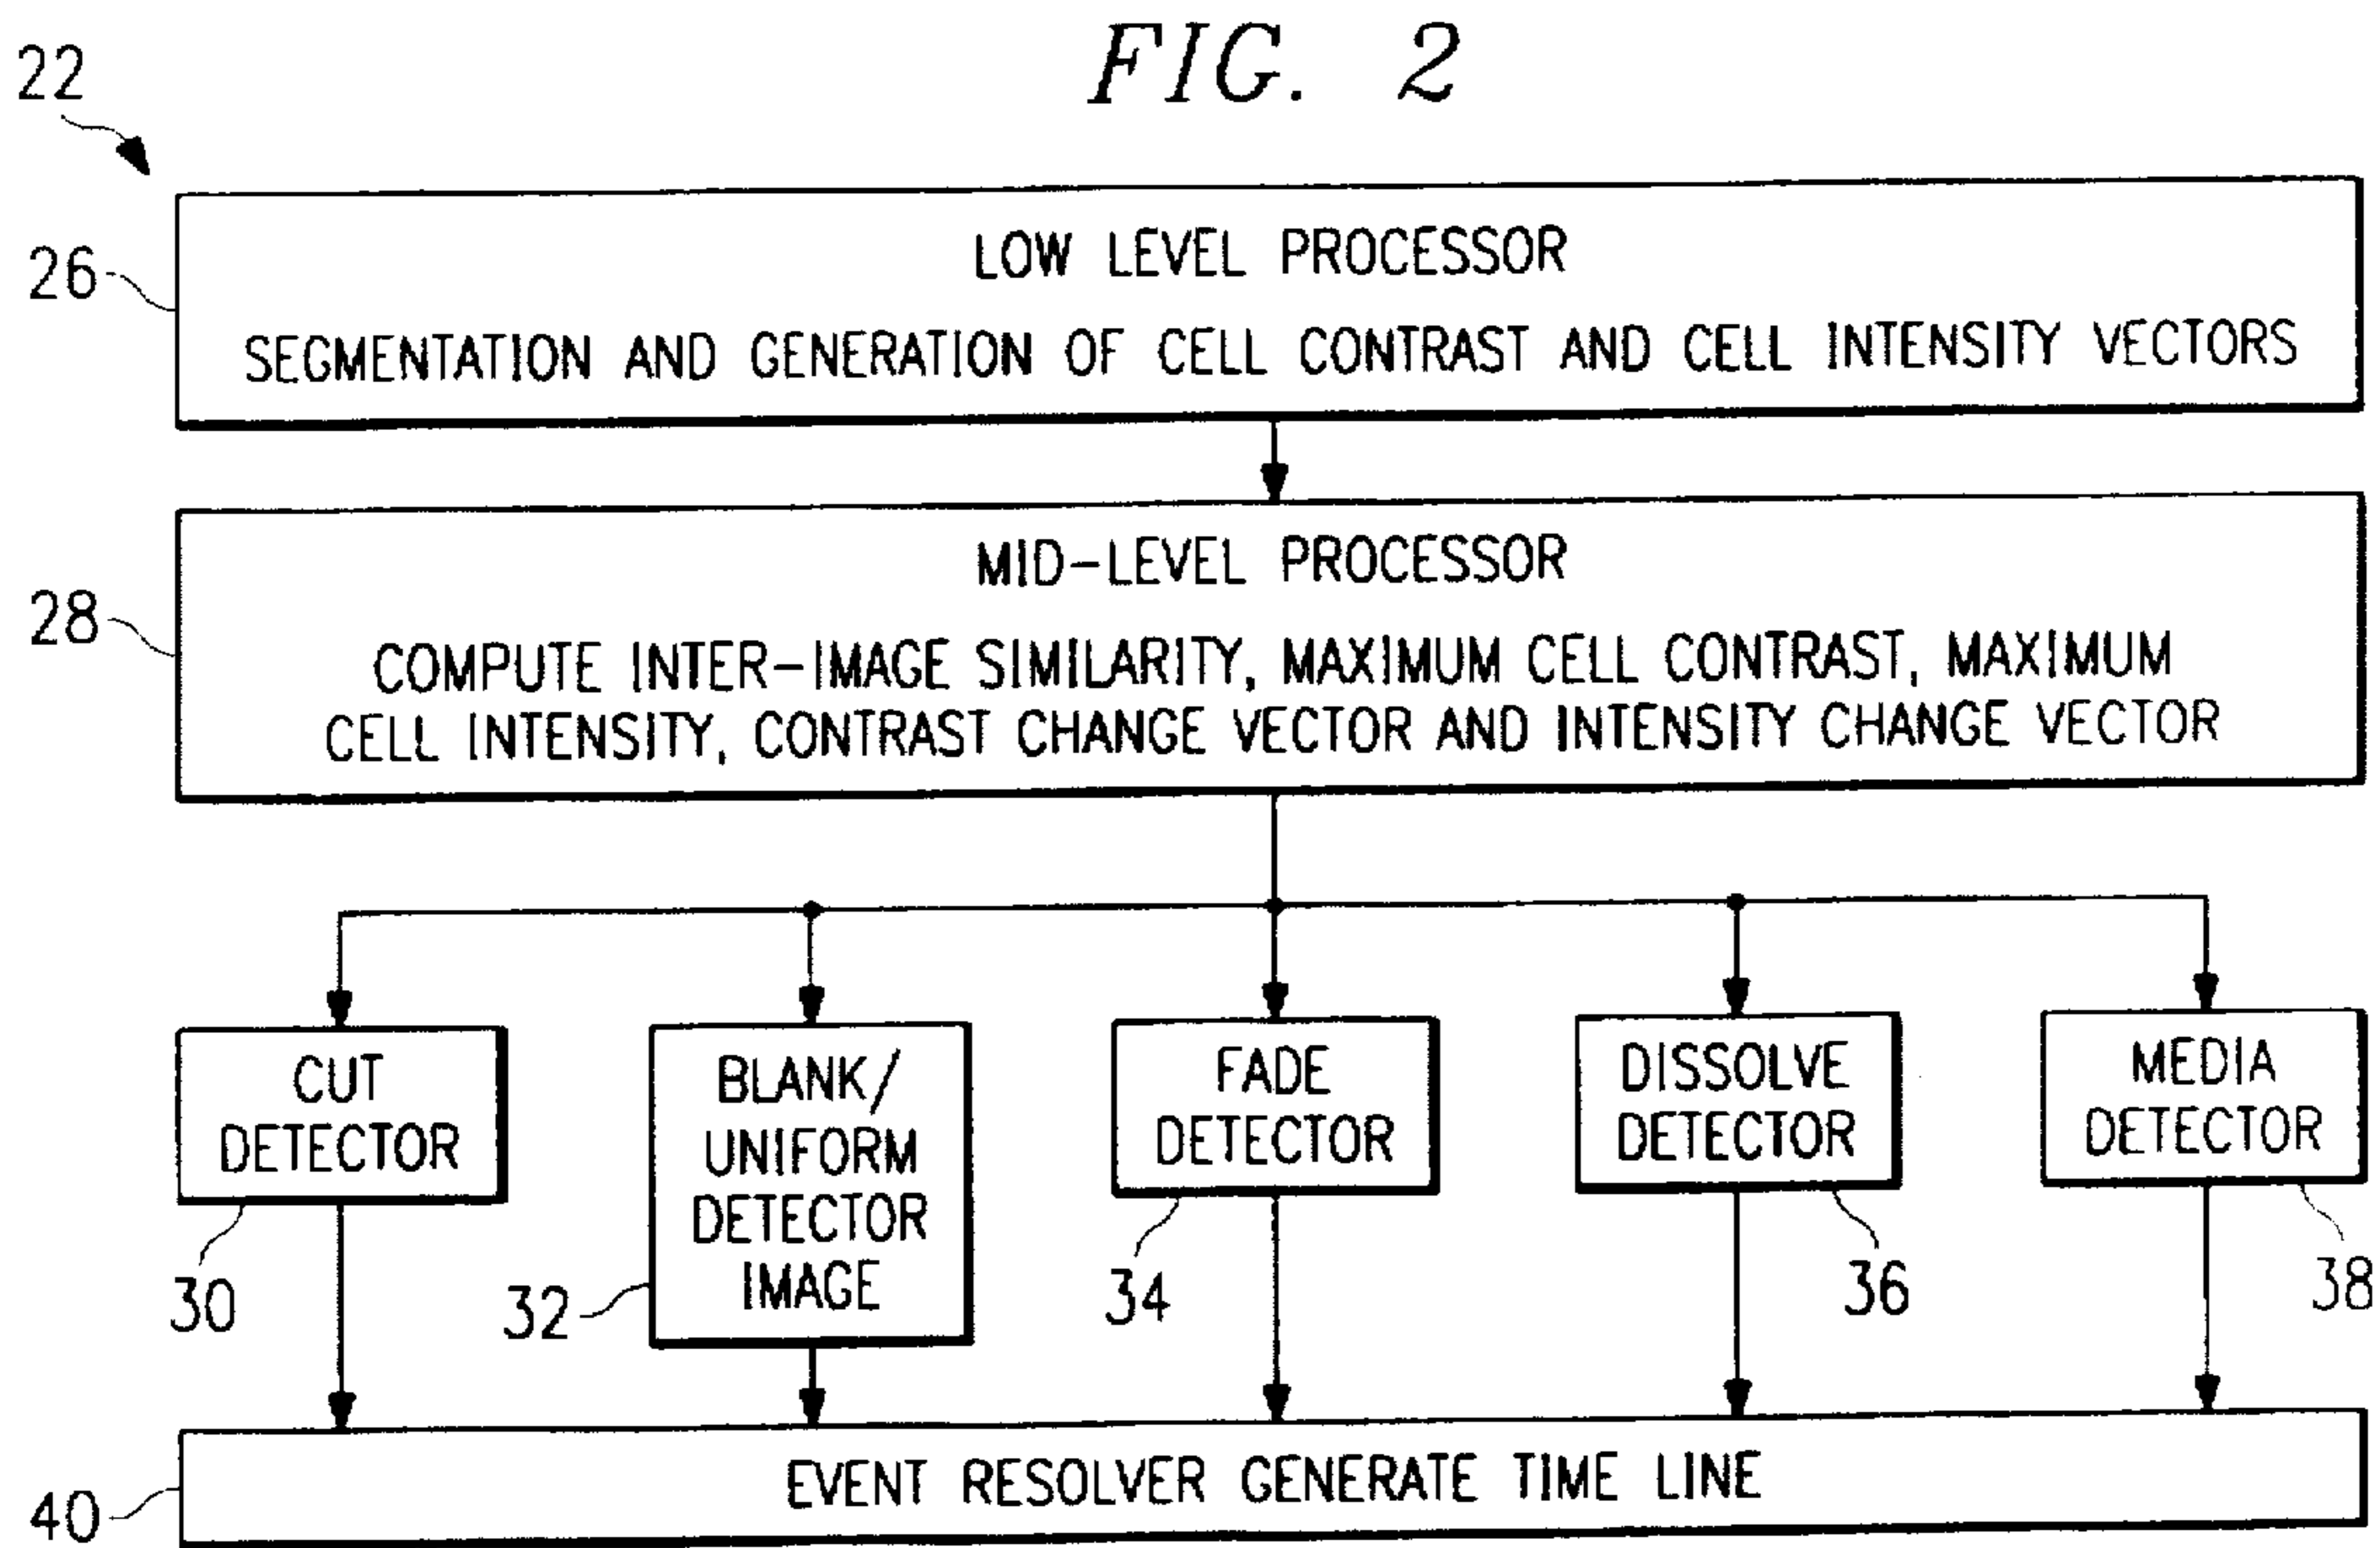 FIG. 2
22
LOW LEVEL PROCESSOR
26
SEGMENTATION AND GENERATION OF CELL CONTRAST AND CELL INTENSITY VECTORS
MID-LEVEL PROCESSOR
28
COMPUTE INTER-IMAGE SIMILARITY, MAXIMUM CELL CONTRAST, MAXIMUM
CELL INTENSITY, CONTRAST CHANGE VECTOR AND INTENSITY CHANGE VECTOR
CUT
DETECTOR
30
BLANK/
UNIFORM
DETECTOR
IMAGE
32
FADE
DETECTOR
34
DISSOLVE
DETECTOR
36
MEDIA
DETECTOR
38
EVENT RESOLVER GENERATE TIME LINE
40